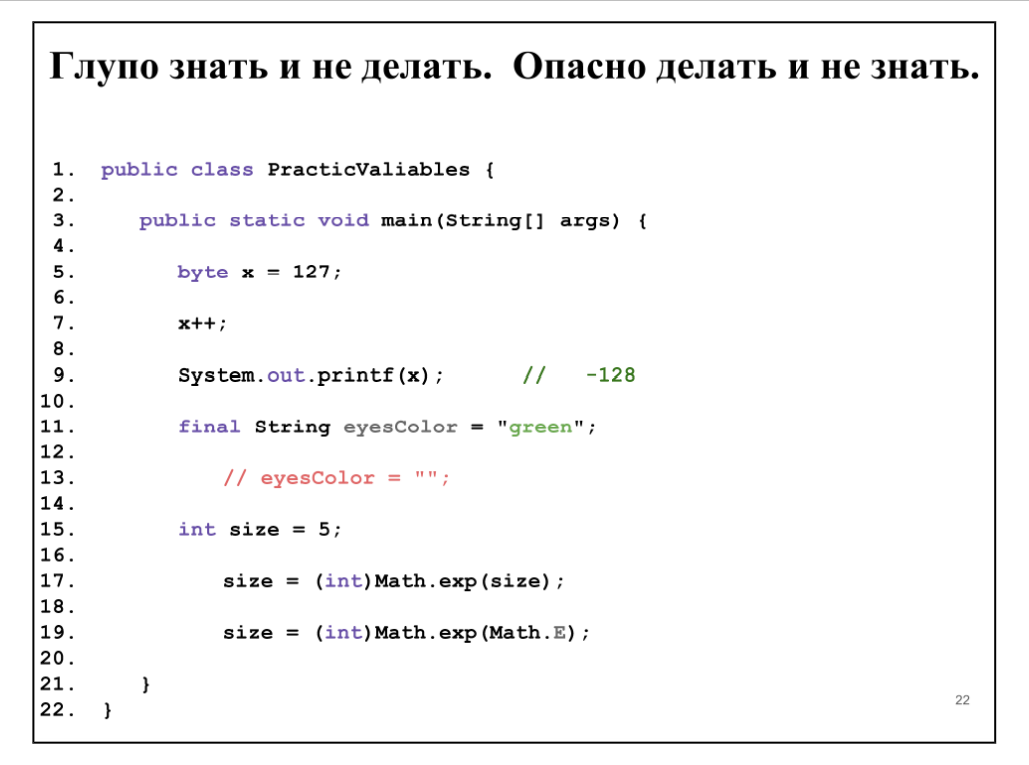 Глупо знать и не делать.  Опасно делать и не знать.
1. public class PracticValiables {
2.
3. public static void main(String[] args) {
4.
5. byte x = 127;
6.
7. x++;
8.
9. System.out.printf(x); // -128
10.
11. final String eyesColor = "green";
12.
13. // eyesColor = "";
14.
15. int size = 5;
16.
17. size = (int)Math.exp(size);
18.
19. size = (int)Math.exp(Math.E);
20.
21. }
22. }
22